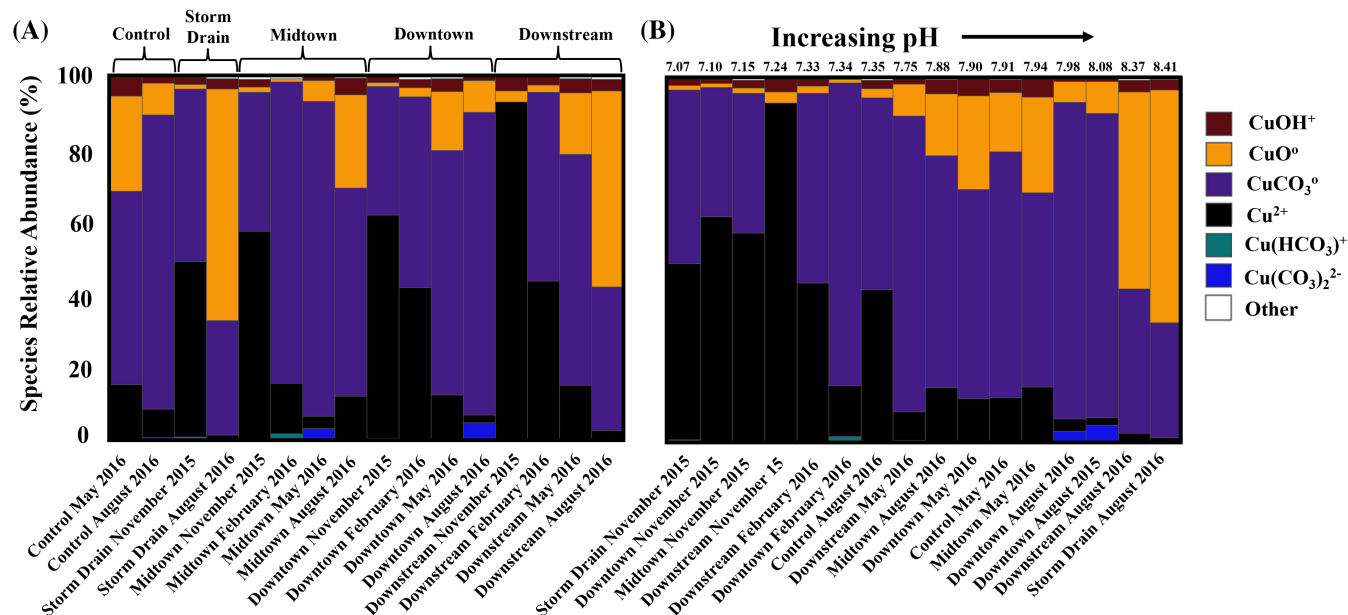 (A)
Control
Storm
Drain
Midtown
Downtown
Downstream
(B)
Increasing pH
Species Relative Abundance (%)
100
80
60
40
20
0
7.07 7.10 7.15 7.24 7.33 7.34 7.35 7.75 7.88 7.90 7.91 7.94 7.98 8.08 8.37 8.41
CuOH⁺
CuO⁰
CuCO₃⁰
Cu²⁺
Cu(HCO₃)⁺
Cu(CO₃)₂²⁻
Other
Control May 2016
Control August 2016
Storm Drain November 2015
Storm Drain August 2016
Midtown November 2015
Midtown February 2016
Midtown May 2016
Midtown August 2016
Downtown November 2015
Downtown February 2016
Downtown May 2016
Downtown August 2016
Downstream November 2015
Downstream February 2016
Downstream May 2016
Downstream August 2016
Storm Drain November 2015
Downtown November 2015
Midtown November 2015
Downstream November 15
Downstream February 2016
Downtown February 2016
Control August 2016
Downstream May 2016
Midtown August 2016
Downtown May 2016
Control May 2016
Midtown May 2016
Downtown August 2016
Downtown August 2015
Downstream August 2016
Storm Drain August 2016